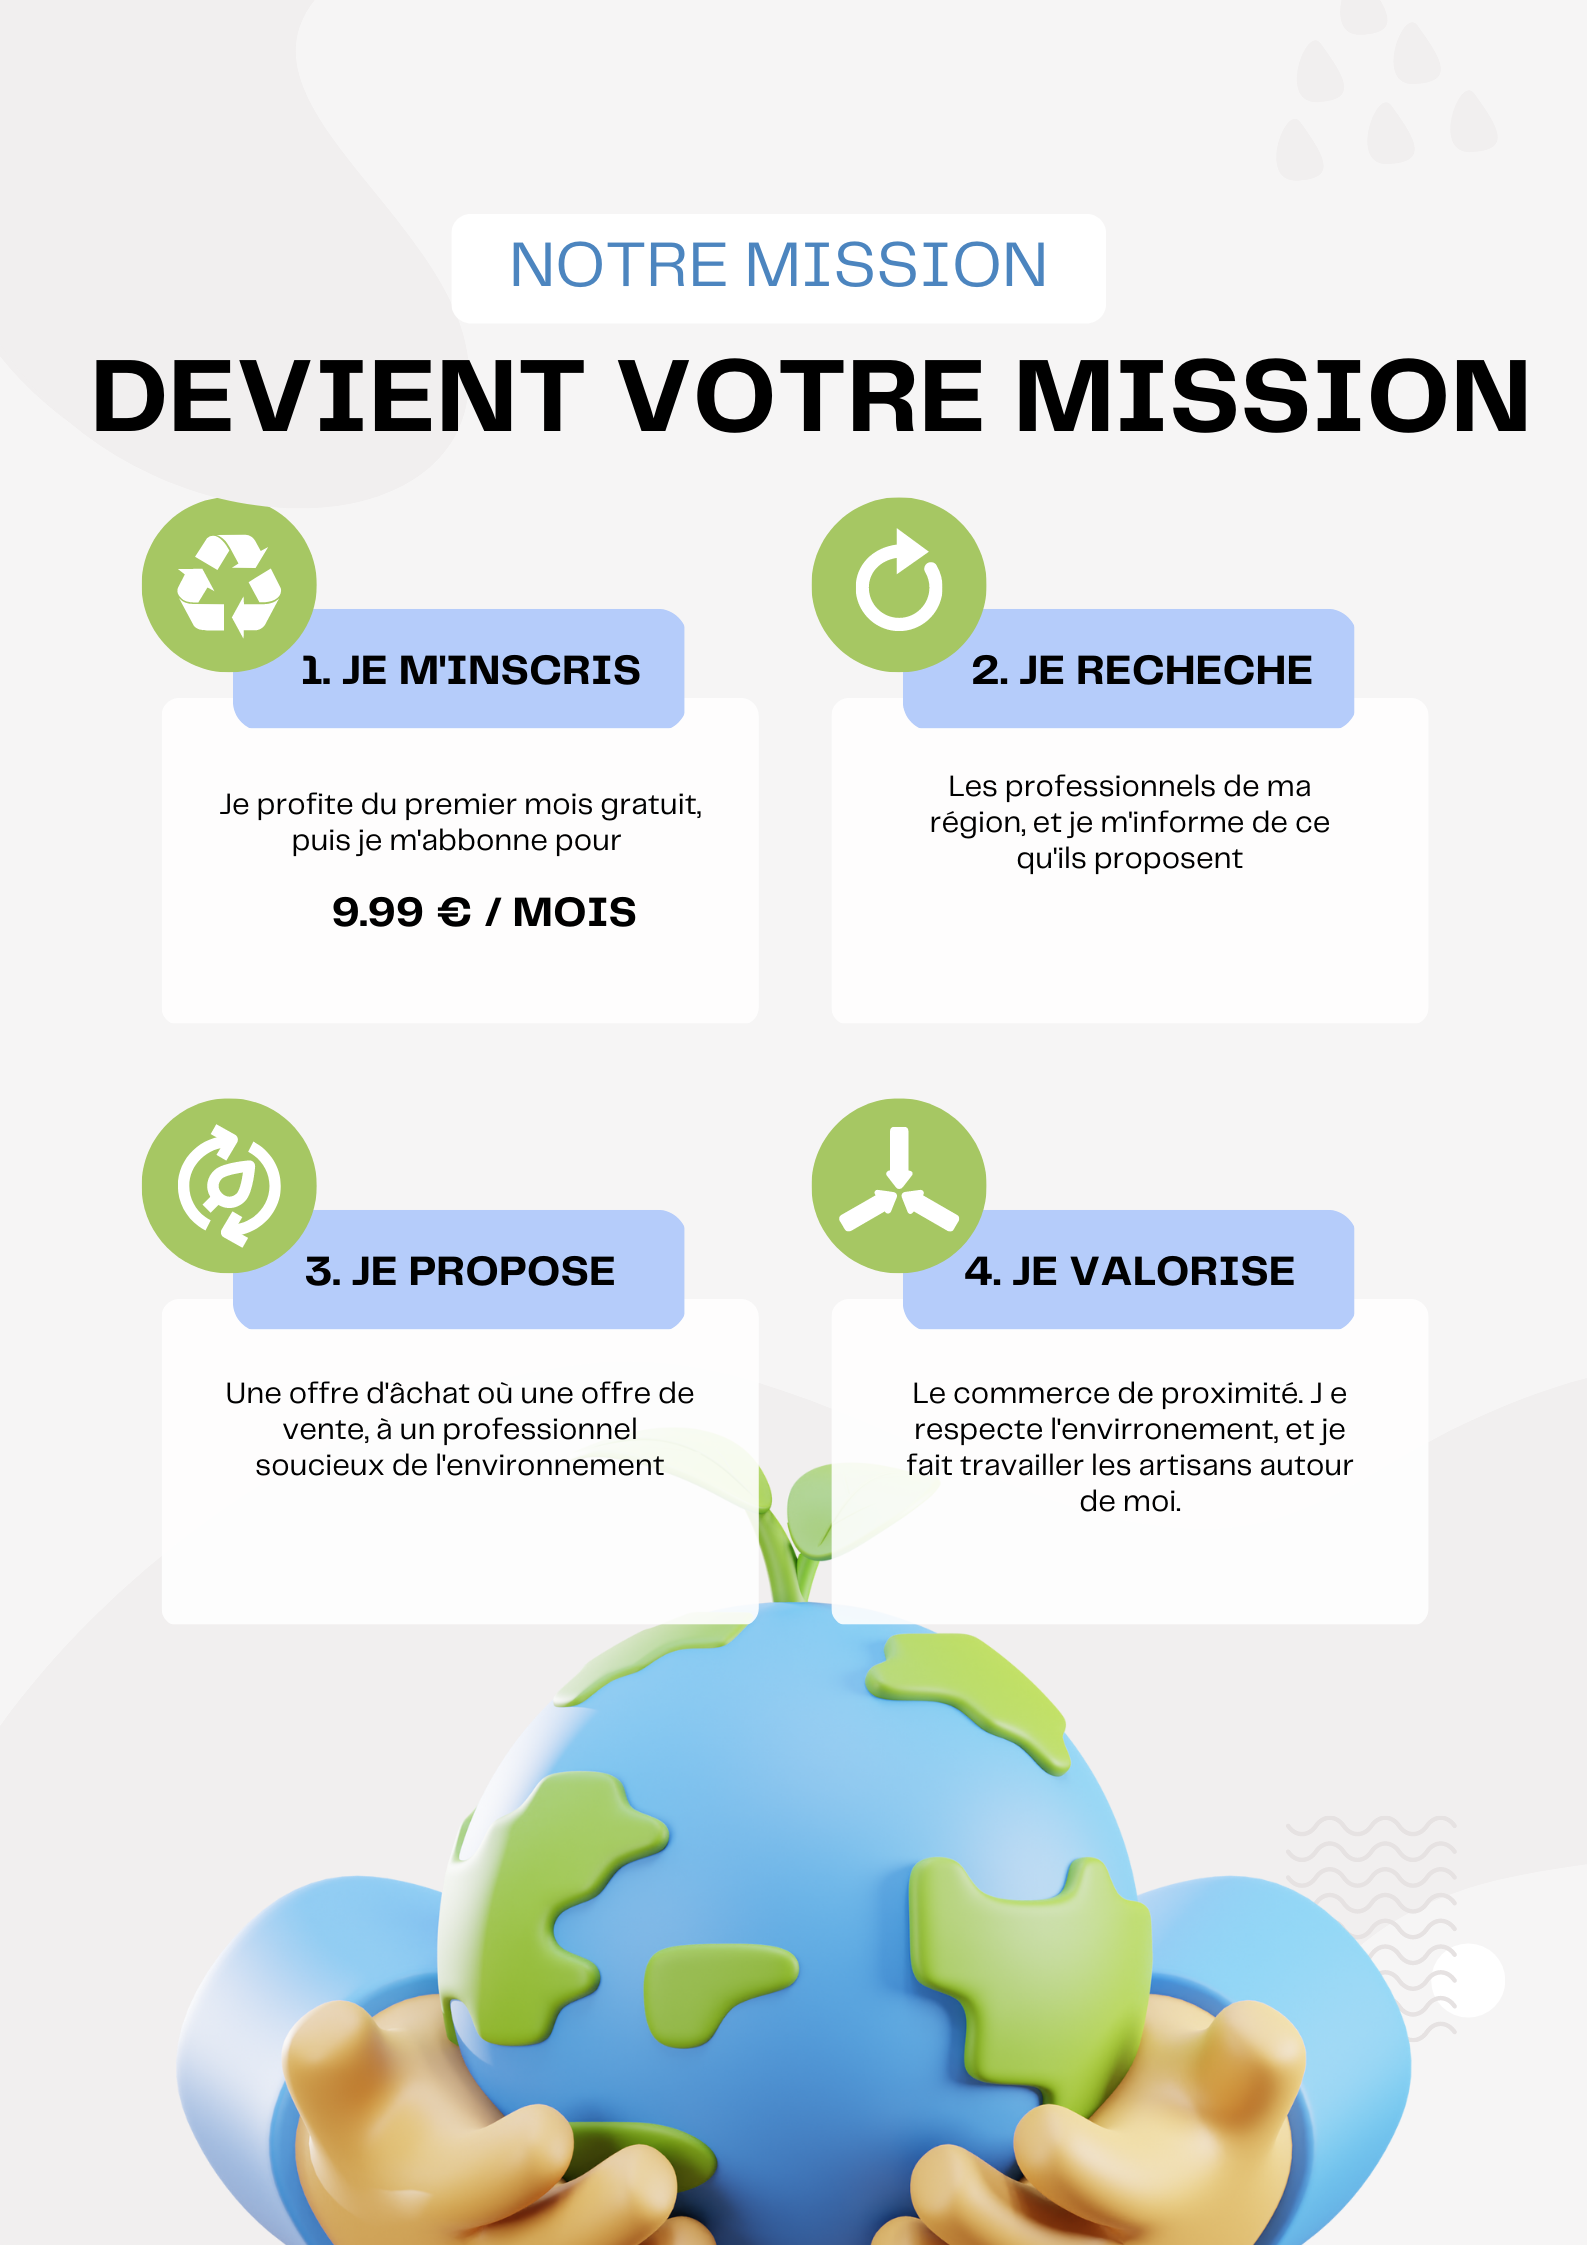 NOTRE MISSION
DEVIENT VOTRE MISSION
1. JE M'INSCRIS
Je profite du premier mois gratuit,
puis je m'abbonne pour
9.99 € / MOIS
2. JE RECHECHE
Les professionnels de ma
région, et je m'informe de ce
qu'ils proposent
3. JE PROPOSE
Une offre d'âchat où une offre de
vente, à un professionnel
soucieux de l'environnement
4. JE VALORISE
Le commerce de proximité. J e
respecte l'envirronement, et je
fait travailler les artisans autour
de moi.